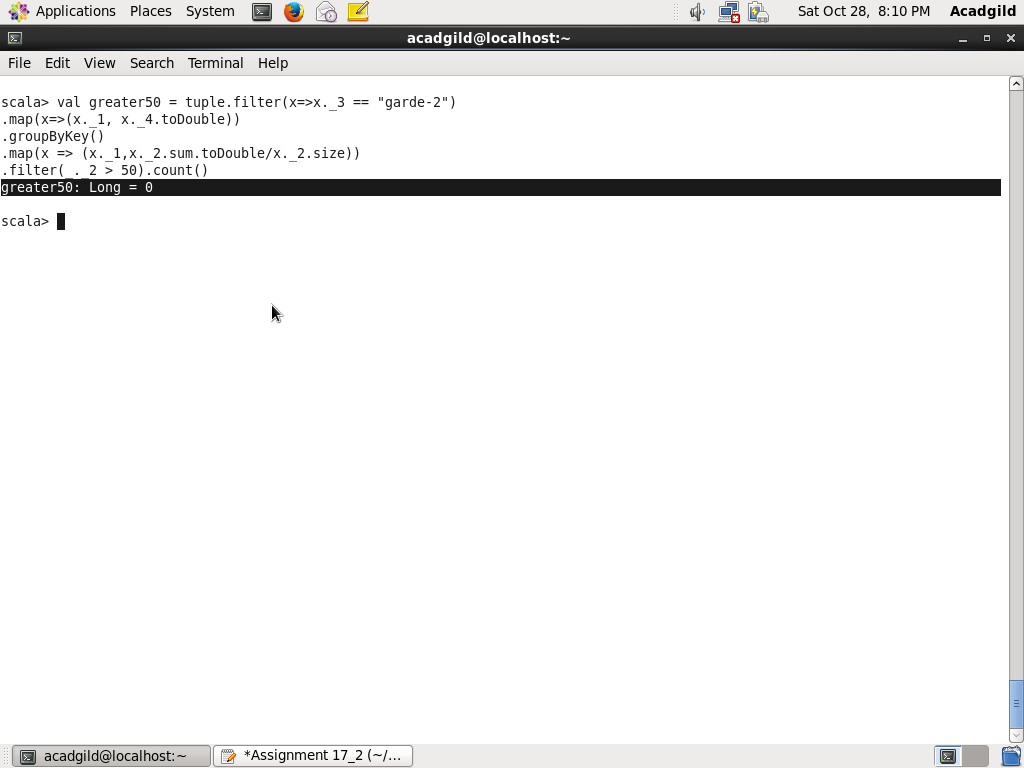 Applications Places System Sat Oct 28, 8:10 PM Acadgild
acadgild@localhost:~
File Edit View Search Terminal Help
scala> val greater50 = tuple.filter(x=>x._3 == "garde-2")
.map(x=>(x._1, x._4.toDouble))
.groupByKey()
.map(x => (x._1,x._2.sum.toDouble/x._2.size))
.filter(_._2 > 50).count()
greater50: Long = 0
scala>
acadgild@localhost:~ *Assignment 17_2 (~/...